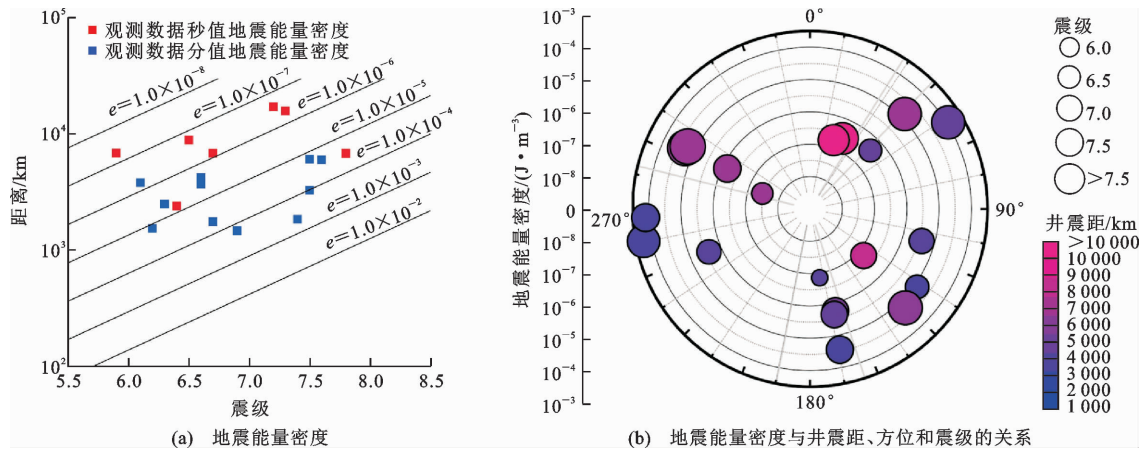 10⁵
10⁴
10³
10²
距离/km
观测数据秒值地震能量密度
观测数据分值地震能量密度
e=1.0×10⁻⁸
e=1.0×10⁻⁷
e=1.0×10⁻⁶
e=1.0×10⁻⁵
e=1.0×10⁻⁴
e=1.0×10⁻³
e=1.0×10⁻²
5.5 6.0 6.5 7.0 7.5 8.0 8.5
震级
(a) 地震能量密度
地震能量密度/(J·m⁻³)
10⁻³
10⁻⁴
10⁻⁵
10⁻⁶
10⁻⁷
10⁻⁸
0
10⁻⁸
10⁻⁷
10⁻⁶
10⁻⁵
10⁻⁴
10⁻³
0°
90°
180°
270°
震级
6.0
6.5
7.0
7.5
>7.5
井震距/km
>10 000
10 000
9 000
8 000
7 000
6 000
5 000
4 000
3 000
2 000
1 000
(b) 地震能量密度与井震距、方位和震级的关系